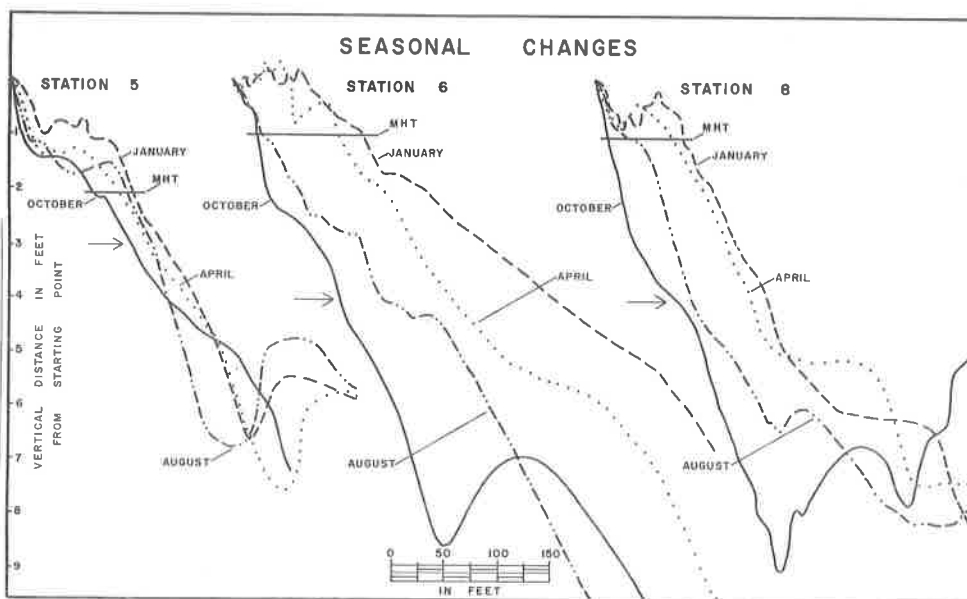 SEASONAL CHANGES
STATION 5
STATION 6
STATION 8
MHT
JANUARY
MHT
OCTOBER
APRIL
AUGUST
MHT
JANUARY
OCTOBER
APRIL
AUGUST
MHT
JANUARY
OCTOBER
APRIL
AUGUST
VERTICAL DISTANCE IN FEET
FROM STARTING POINT
1
2
3
4
5
6
7
8
9
0 50 100 150
IN FEET